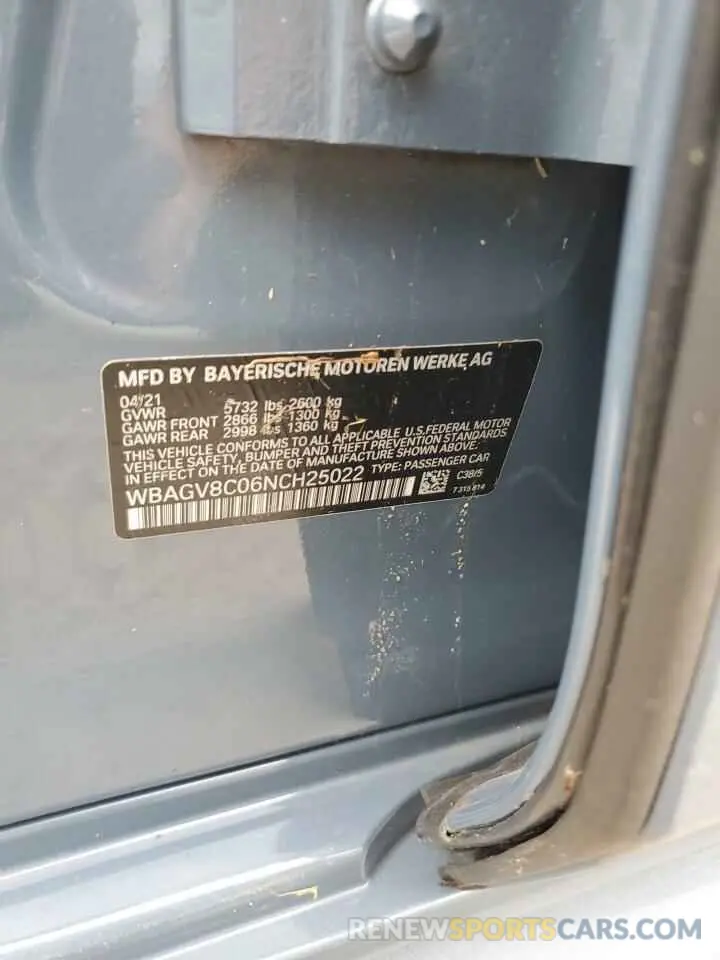 MFD BY BAYERISCHE MOTOREN WERKE AG
04/21
GVWR 5732 lbs 2600 kg
GAWR FRONT 2866 lbs 1300 kg
GAWR REAR 2998 lbs 1360 kg
THIS VEHICLE CONFORMS TO ALL APPLICABLE U.S. FEDERAL MOTOR
VEHICLE SAFETY, BUMPER, AND THEFT PREVENTION STANDARDS
IN EFFECT ON THE DATE OF MANUFACTURE SHOWN ABOVE.
WBAGV8C06NCH25022 TYPE: PASSENGER CAR
C38/5
7315814
RENEWSPORTSCARS.COM